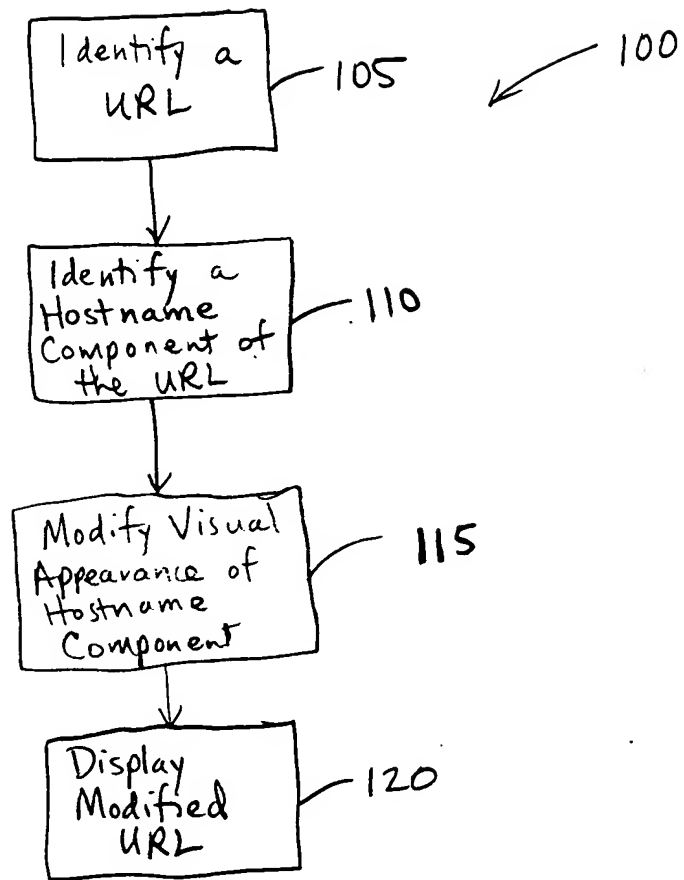 Identify a
URL
105
100
Identify a
Hostname
Component of
the URL
110
Modify Visual
Appearance of
Hostname
Component
115
Display
Modified
URL
120